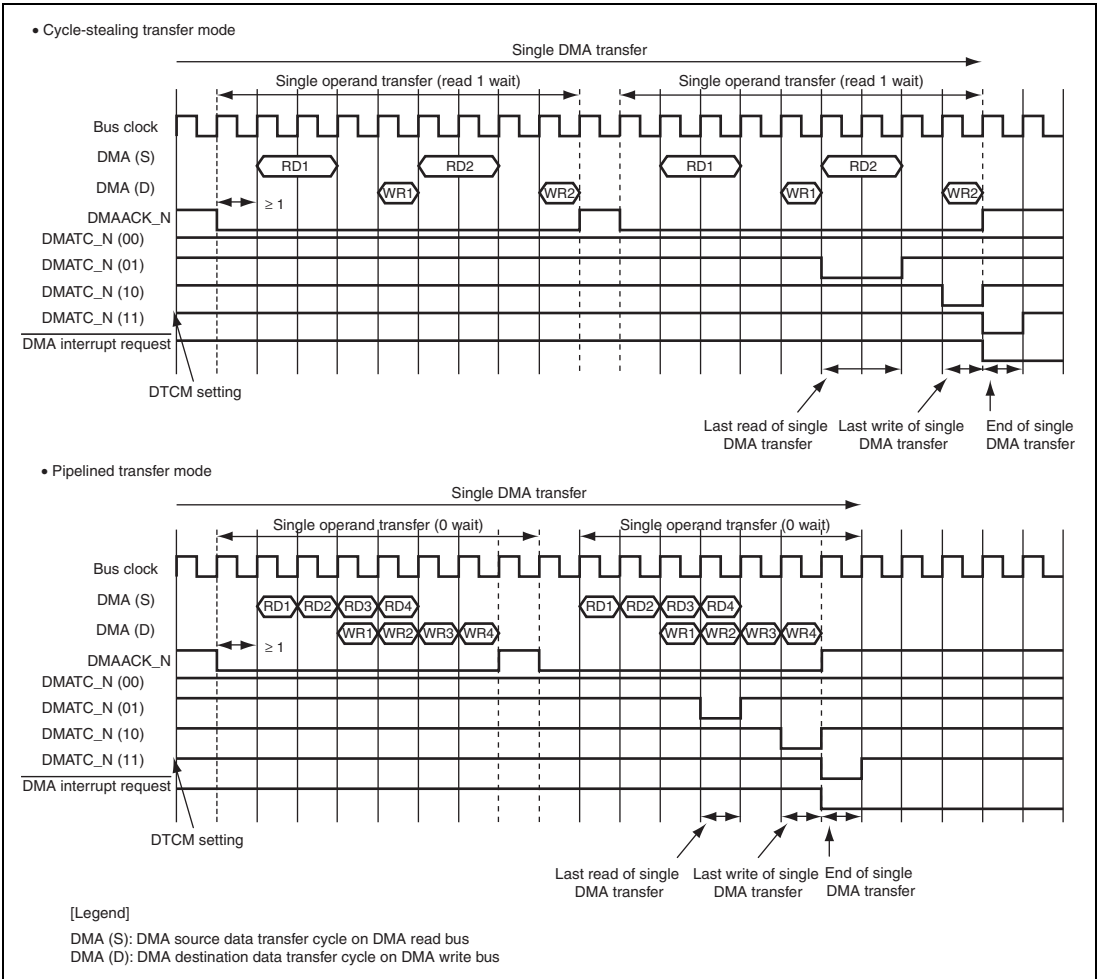 • Cycle-stealing transfer mode
Single DMA transfer
Single operand transfer (read 1 wait)
Single operand transfer (read 1 wait)
Bus clock
DMA (S)
RD1
RD2
RD1
RD2
DMA (D)
WR1
WR2
WR1
WR2
≥ 1
DMAACK_N
DMATC_N (00)
DMATC_N (01)
DMATC_N (10)
DMATC_N (11)
DMA interrupt request
DTCM setting
Last read of single
DMA transfer
Last write of single
DMA transfer
End of single
DMA transfer
• Pipelined transfer mode
Single DMA transfer
Single operand transfer (0 wait)
Single operand transfer (0 wait)
Bus clock
DMA (S)
RD1
RD2
RD3
RD4
RD1
RD2
RD3
RD4
DMA (D)
WR1
WR2
WR3
WR4
WR1
WR2
WR3
WR4
≥ 1
DMAACK_N
DMATC_N (00)
DMATC_N (01)
DMATC_N (10)
DMATC_N (11)
DMA interrupt request
DTCM setting
Last read of single
DMA transfer
Last write of single
DMA transfer
End of single
DMA transfer
[Legend]
DMA (S): DMA source data transfer cycle on DMA read bus
DMA (D): DMA destination data transfer cycle on DMA write bus